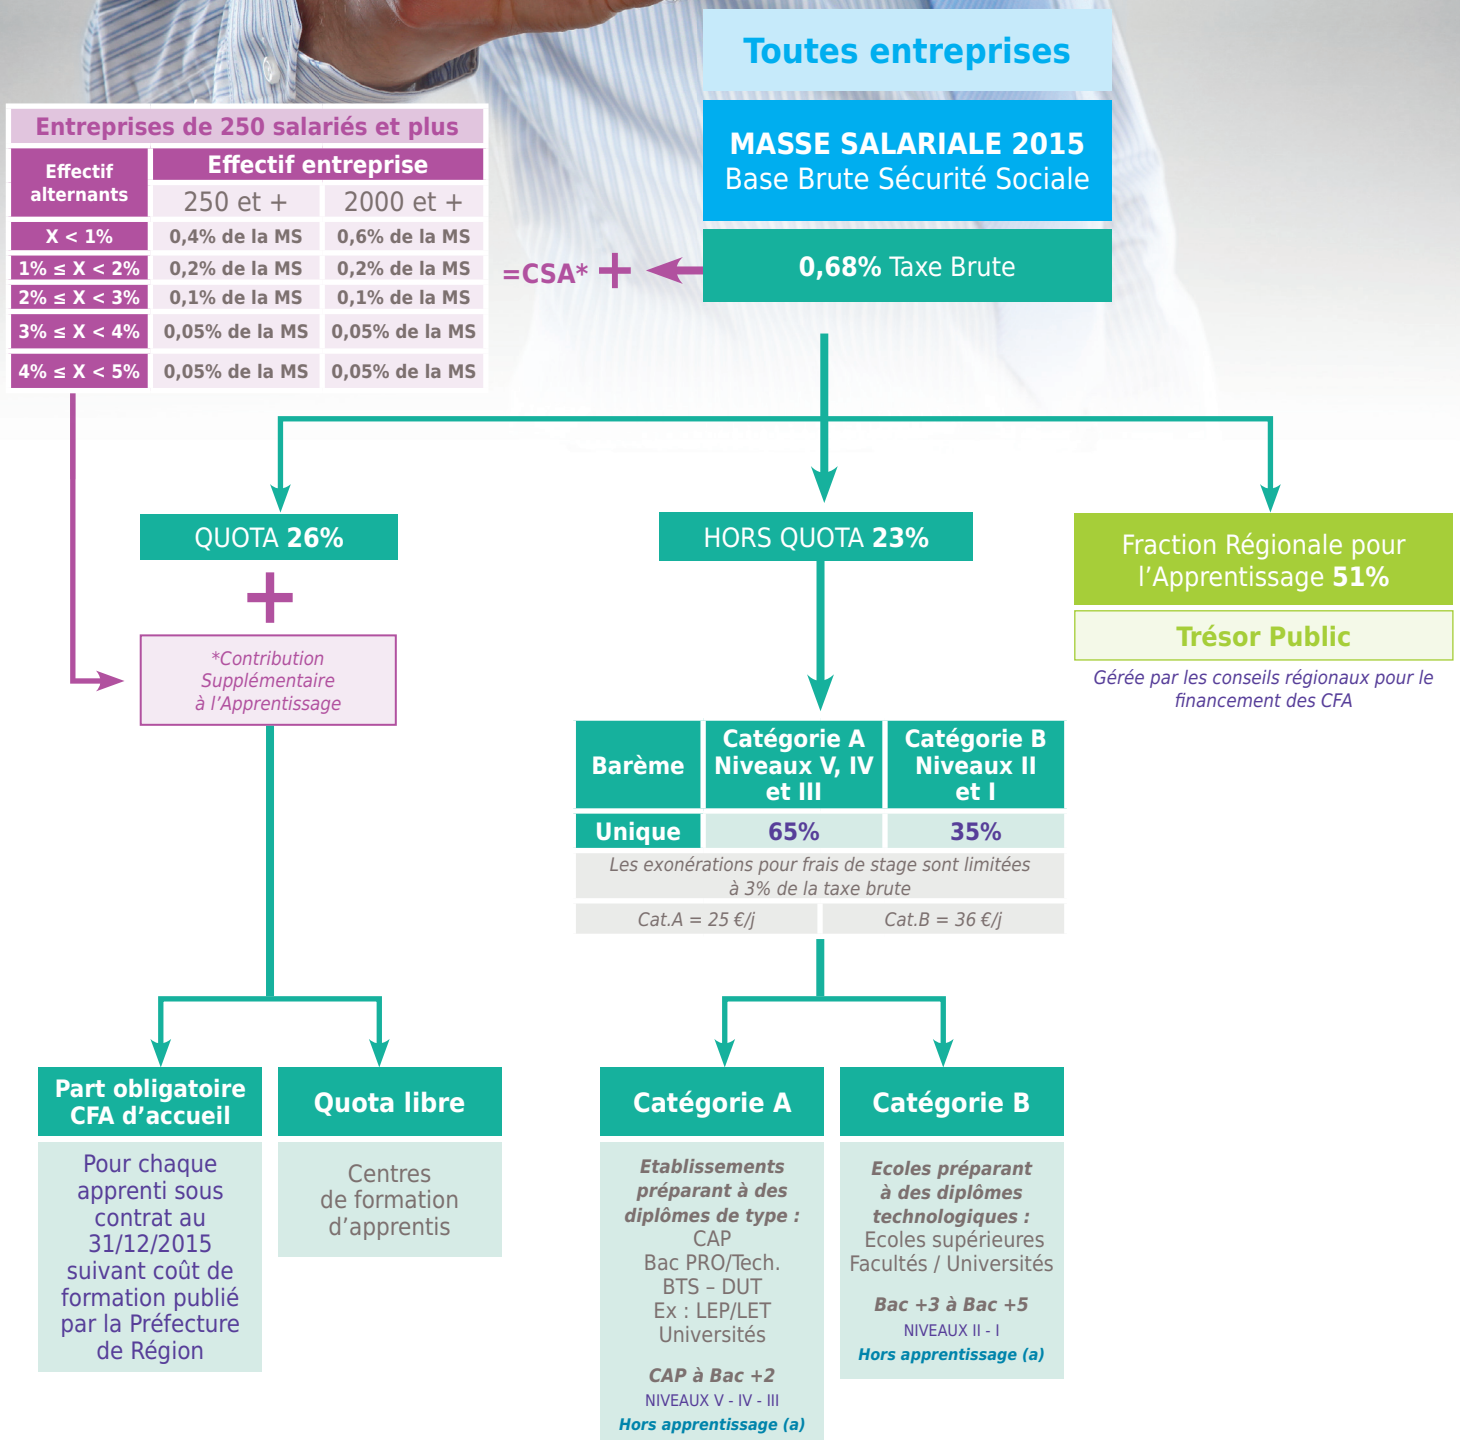 Toutes entreprises
MASSE SALARIALE 2015
Base Brute Sécurité Sociale
0,68% Taxe Brute
=CSA* +
Entreprises de 250 salariés et plus
Effectif
alternants
Effectif entreprise
250 et + 2000 et +
X < 1% 0,4% de la MS 0,6% de la MS
1% ≤ X < 2% 0,2% de la MS 0,2% de la MS
2% ≤ X < 3% 0,1% de la MS 0,1% de la MS
3% ≤ X < 4% 0,05% de la MS 0,05% de la MS
4% ≤ X < 5% 0,05% de la MS 0,05% de la MS
QUOTA 26%
+
*Contribution
Supplémentaire
à l’Apprentissage
HORS QUOTA 23%
Fraction Régionale pour
l’Apprentissage 51%
Trésor Public
Gérée par les conseils régionaux pour le
financement des CFA
Barème
Catégorie A
Niveaux V, IV
et III
Catégorie B
Niveaux II
et I
Unique 65% 35%
Les exonérations pour frais de stage sont limitées
à 3% de la taxe brute
Cat.A = 25 €/j Cat.B = 36 €/j
Part obligatoire
CFA d’accueil
Pour chaque
apprenti sous
contrat au
31/12/2015
suivant coût de
formation publié
par la Préfecture
de Région
Quota libre
Centres
de formation
d’apprentis
Catégorie A
Etablissements
préparant à des
diplômes de type :
CAP
Bac PRO/Tech.
BTS – DUT
Ex : LEP/LET
Universités
CAP à Bac +2
NIVEAUX V - IV - III
Hors apprentissage (a)
Catégorie B
Ecoles préparant
à des diplômes
technologiques :
Ecoles supérieures
Facultés / Universités
Bac +3 à Bac +5
NIVEAUX II - I
Hors apprentissage (a)